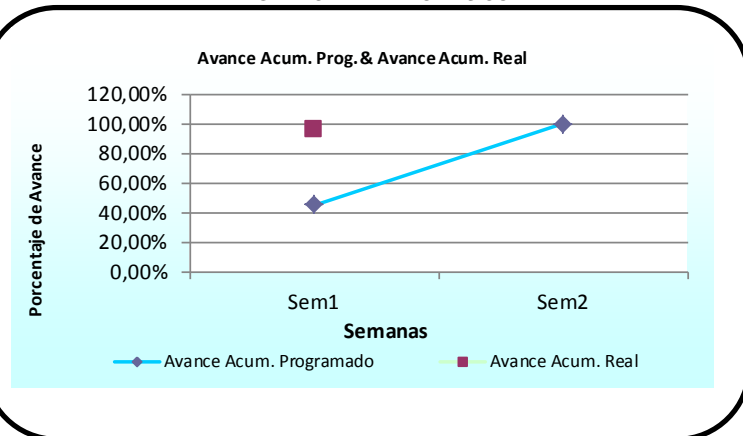 Avance Acum. Prog. & Avance Acum. Real
120,00%
100,00%
80,00%
60,00%
40,00%
20,00%
0,00%
Porcentaje de Avance
Sem1 Sem2
Semanas
Avance Acum. Programado Avance Acum. Real